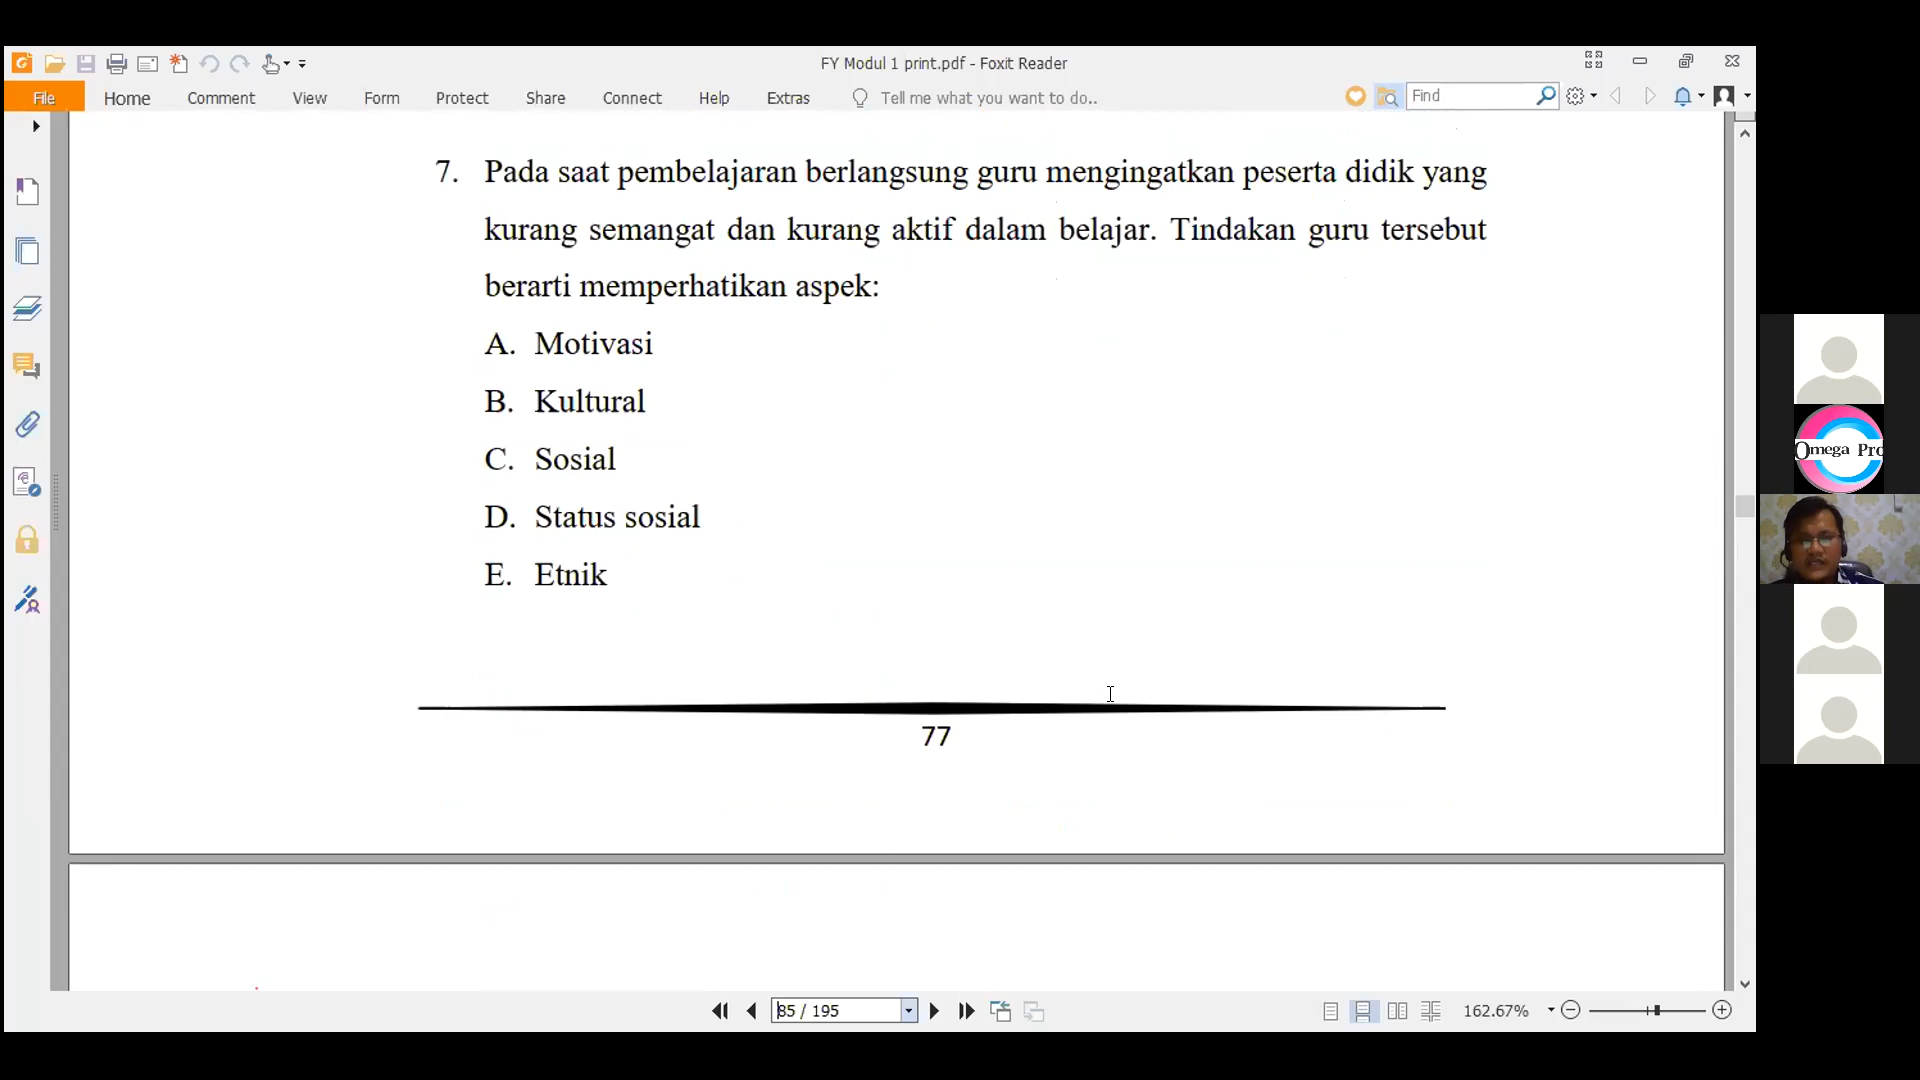 FY Modul 1 print.pdf - Foxit Reader
File Home Comment View Form Protect Share Connect Help Extras Tell me what you want to do.. Find
7. Pada saat pembelajaran berlangsung guru mengingatkan peserta didik yang
kurang semangat dan kurang aktif dalam belajar. Tindakan guru tersebut
berarti memperhatikan aspek:
A. Motivasi
B. Kultural
C. Sosial
D. Status sosial
E. Etnik
77
Omega Pro
85 / 195
162.67%